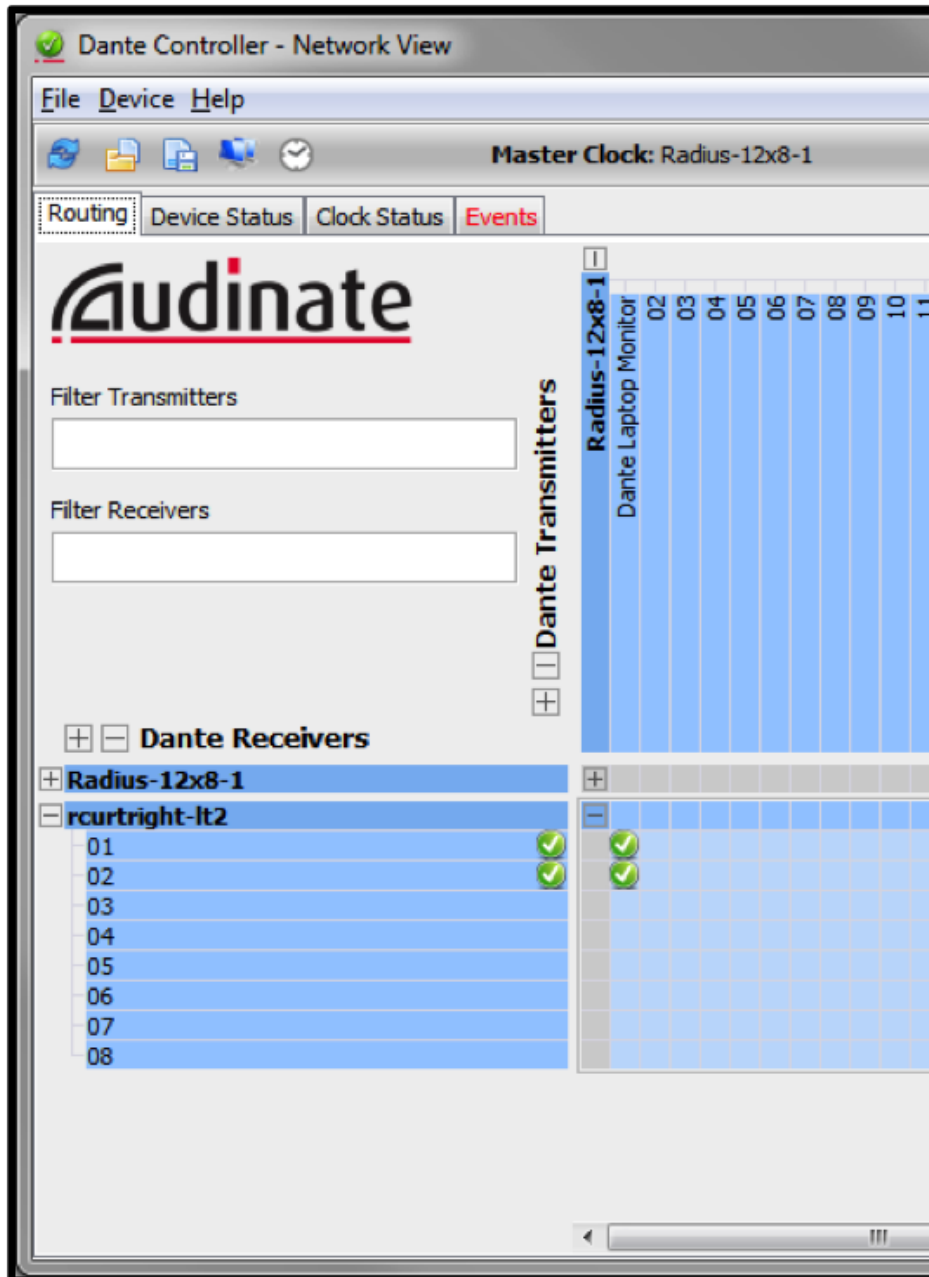 Dante Controller - Network View
File Device Help
Master Clock: Radius-12x8-1
Routing Device Status Clock Status Events
Audinate
Filter Transmitters
Filter Receivers
Dante Transmitters
Radius-12x8-1
Dante Laptop Monitor
02
03
04
05
06
07
08
09
10
11
Dante Receivers
Radius-12x8-1
rcurtright-lt2
01
02
03
04
05
06
07
08